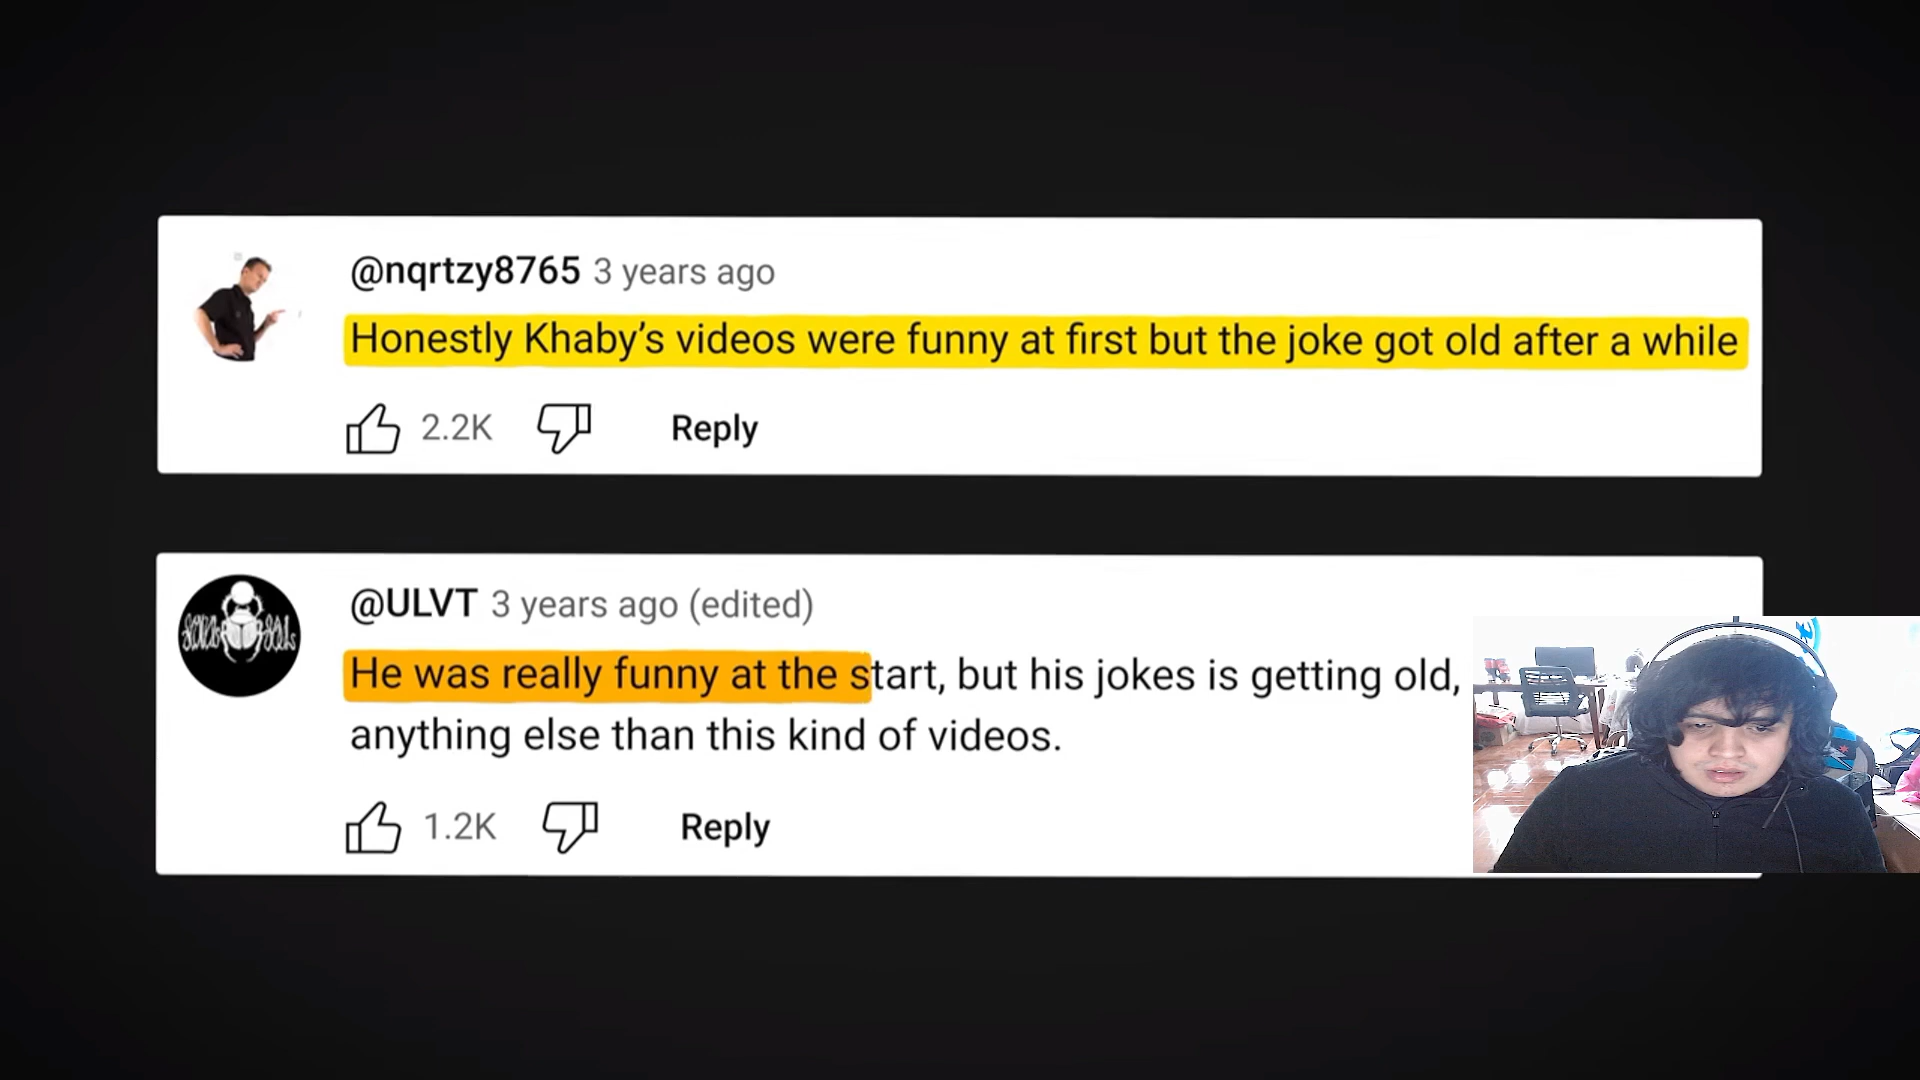 @nqrtzy8765 3 years ago
Honestly Khaby's videos were funny at first but the joke got old after a while
2.2K Reply
@ULVT 3 years ago (edited)
He was really funny at the start, but his jokes is getting old,
anything else than this kind of videos.
1.2K Reply